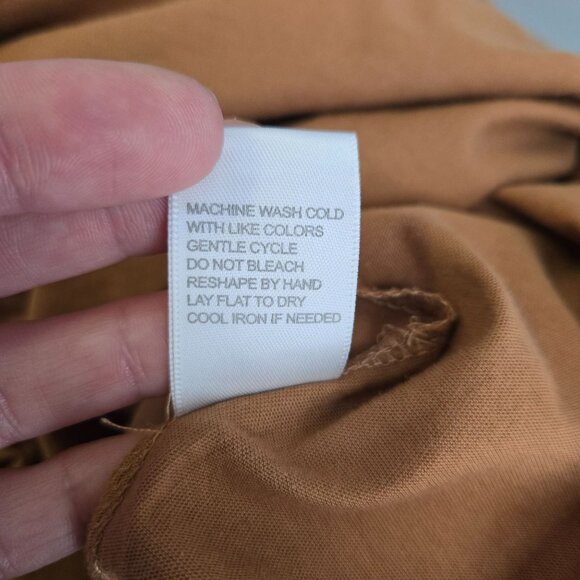 MACHINE WASH COLD
WITH LIKE COLORS
GENTLE CYCLE
DO NOT BLEACH
RESHAPE BY HAND
LAY FLAT TO DRY
COOL IRON IF NEEDED